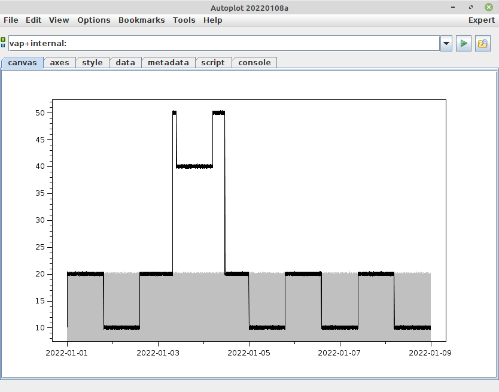 Autoplot 20220108a
File Edit View Options Bookmarks Tools Help Expert
vap+internal:
canvas axes style data metadata script console
50
45
40
35
30
25
20
15
10
2022-01-01 2022-01-03 2022-01-05 2022-01-07 2022-01-09